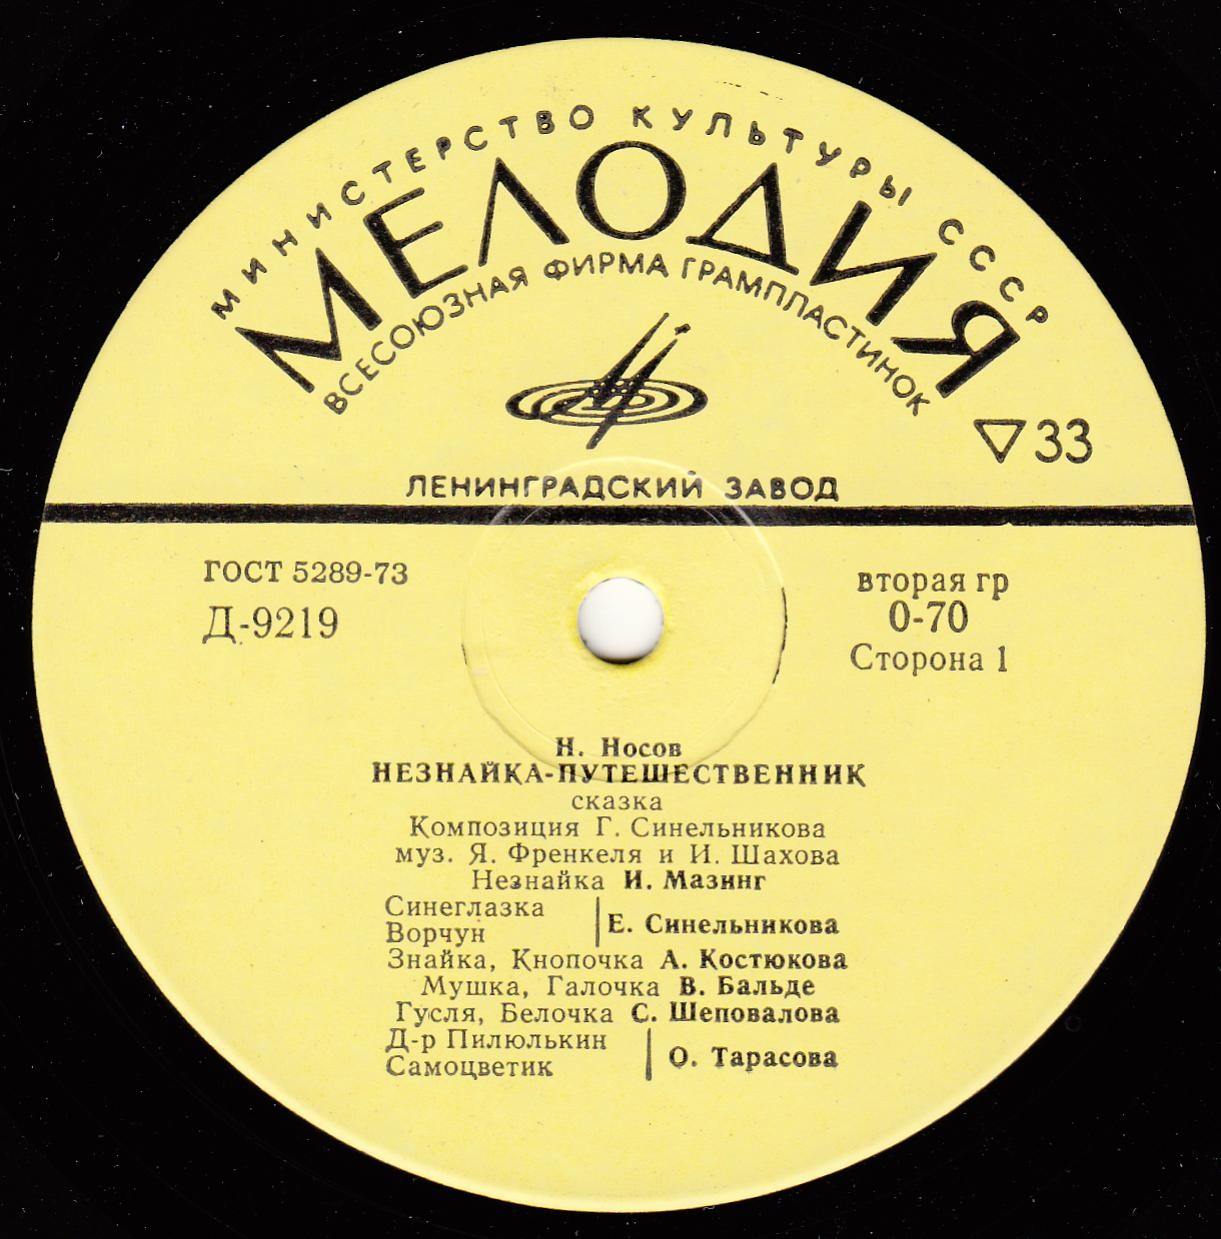 МИНИСТЕРСТВО КУЛЬТУРЫ СССР
МЕЛОДИЯ
ВСЕСОЮЗНАЯ ФИРМА ГРАМПЛАСТИНОК
▽33
ЛЕНИНГРАДСКИЙ ЗАВОД
ГОСТ 5289-73
Д-9219
вторая гр
0-70
Сторона 1
Н. Носов
НЕЗНАЙКА-ПУТЕШЕСТВЕННИК
сказка
Композиция Г. Синельникова
муз. Я. Френкеля и И. Шахова
Незнайка И. Мазинг
Синеглазка
Ворчун
Е. Синельникова
Знайка, Кнопочка А. Костюкова
Мушка, Галочка В. Бальде
Гусля, Белочка С. Шеповалова
Д-р Пилюлькин
Самоцветик
О. Тарасова